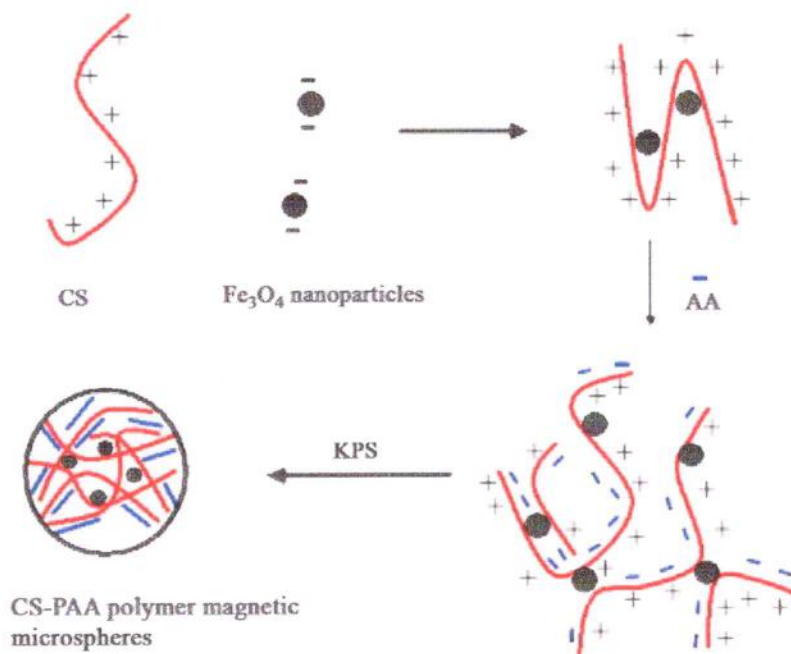 CS
Fe₃O₄ nanoparticles
AA
KPS
CS-PAA polymer magnetic
microspheres